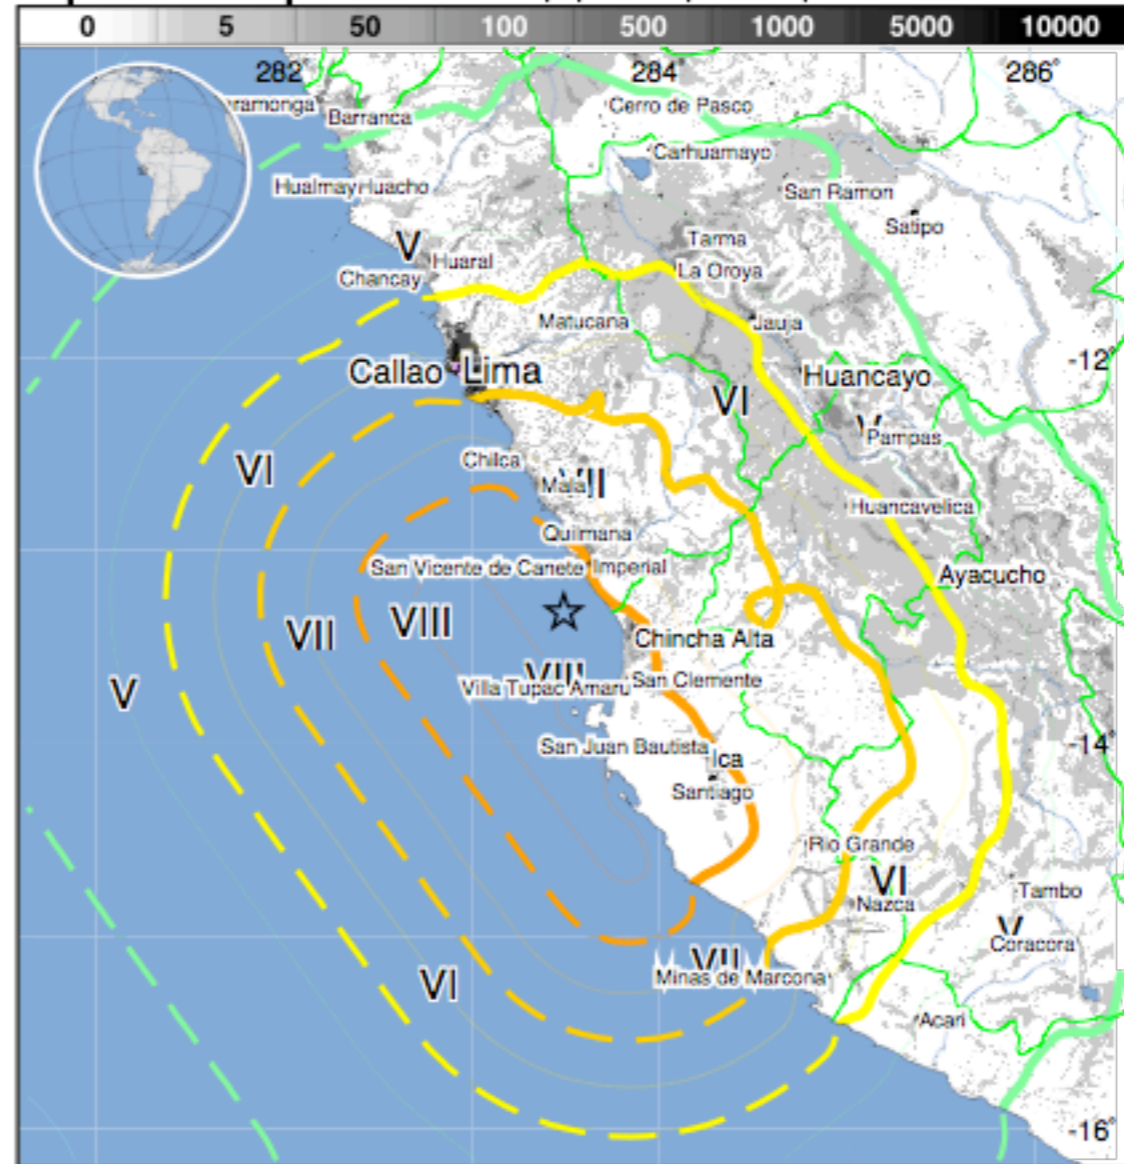 0 5 50 100 500 1000 5000 10000
282° 284° 286°
Barranca
Cerro de Pasco
Carhuamayo
Huacho
San Ramon
Satipo
V
Tarma
Huaral
La Oroya
Chancay
Matucana
Jauja
-12°
Callao Lima
Huancayo
VI
V
Pampas
VI
Chilca
Mala
VII
Huancavelica
Quilmana
San Vicente de Canete
Imperial
Ayacucho
VIII
VII
Chincha Alta
VIII
San Clemente
Villa Tupac Amaru
V
-14°
San Juan Bautista
Ica
Santiago
Rio Grande
VI
Tambo
Nazca
V
Coracora
VII
Minas de Marcona
VI
Acari
-16°